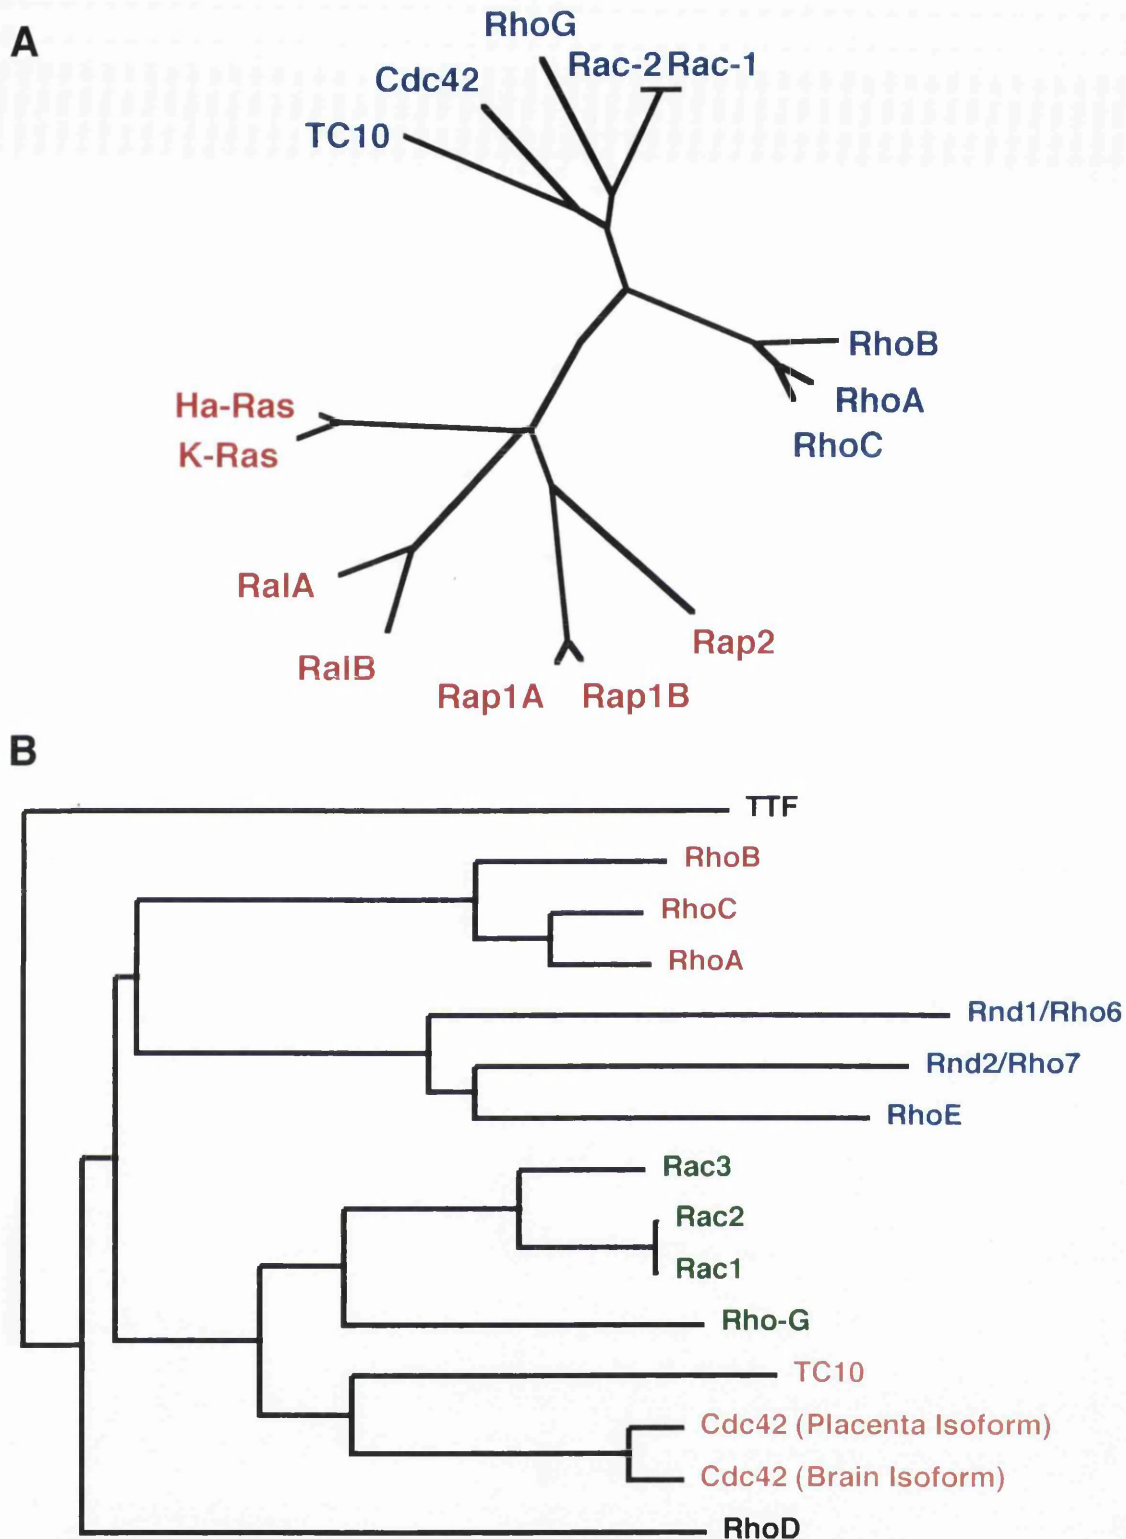 A
RhoG
Rac-2 Rac-1
Cdc42
TC10
RhoB
RhoA
RhoC
Ha-Ras
K-Ras
RalA
RalB
Rap1A
Rap1B
Rap2
B
TTF
RhoB
RhoC
RhoA
Rnd1/Rho6
Rnd2/Rho7
RhoE
Rac3
Rac2
Rac1
Rho-G
TC10
Cdc42 (Placenta Isoform)
Cdc42 (Brain Isoform)
RhoD